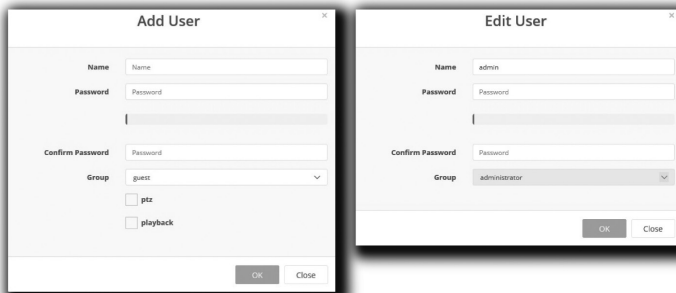 Add User
×
Name
Name
Password
Password
Confirm Password
Password
Group
guest
ptz
playback
OK
Close
Edit User
×
Name
admin
Password
Confirm Password
Password
Password
Group
administrator
OK
Close